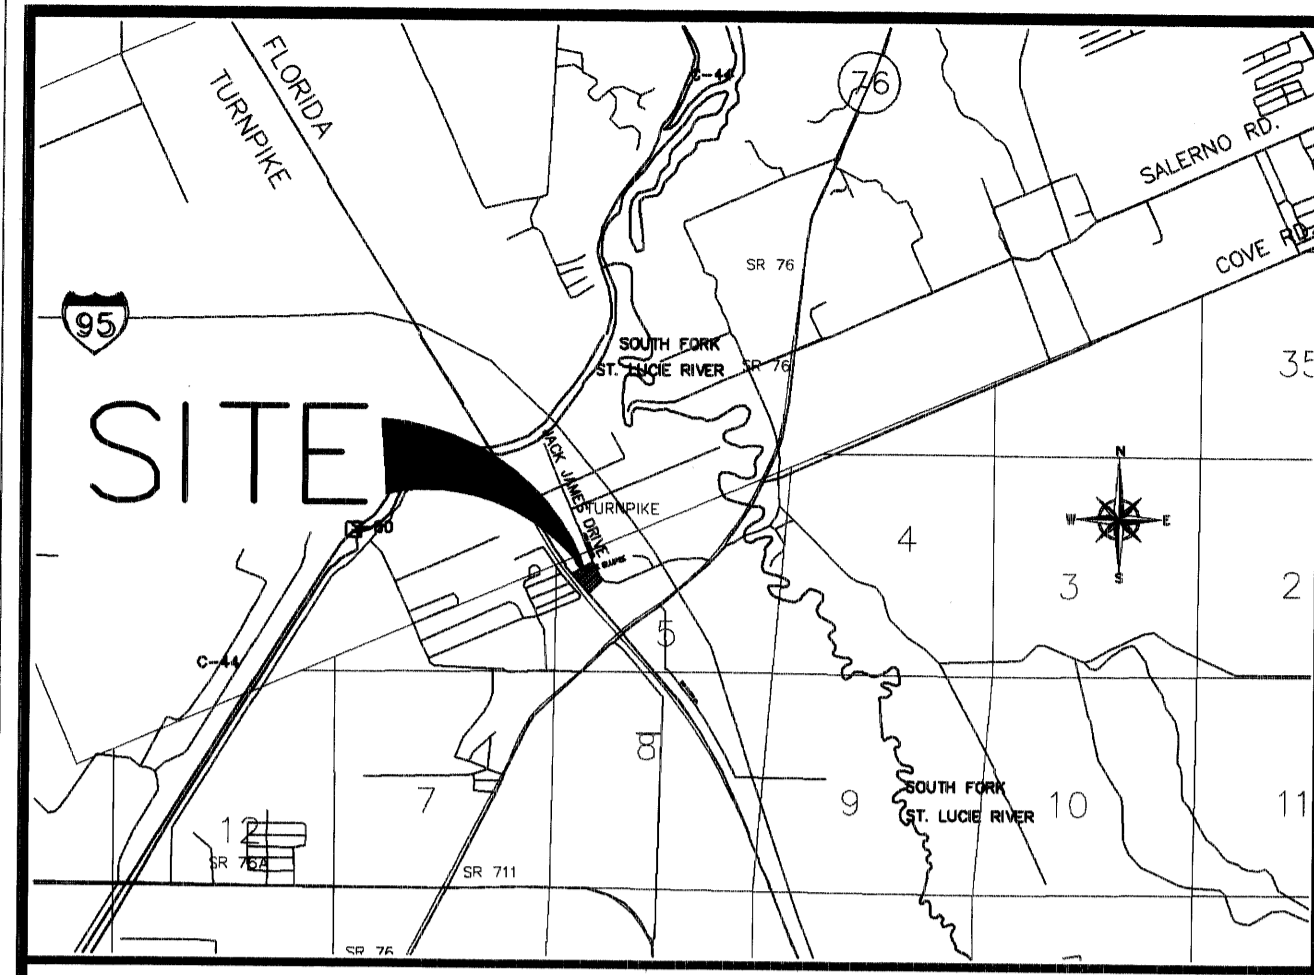 FLORIDA
TURNPIKE
C-44
76
SALERNO RD.
COVE RD.
SR 76
95
SOUTH FORK
ST. LUCIE RIVER
SR 76
35
SITE
JACK JAMES DRIVE
TURNPIKE
N
W
E
S
4
3
2
5
C-44
8
7
9
SOUTH FORK
ST. LUCIE RIVER
10
11
12
SR 76A
SR 711
SR 76